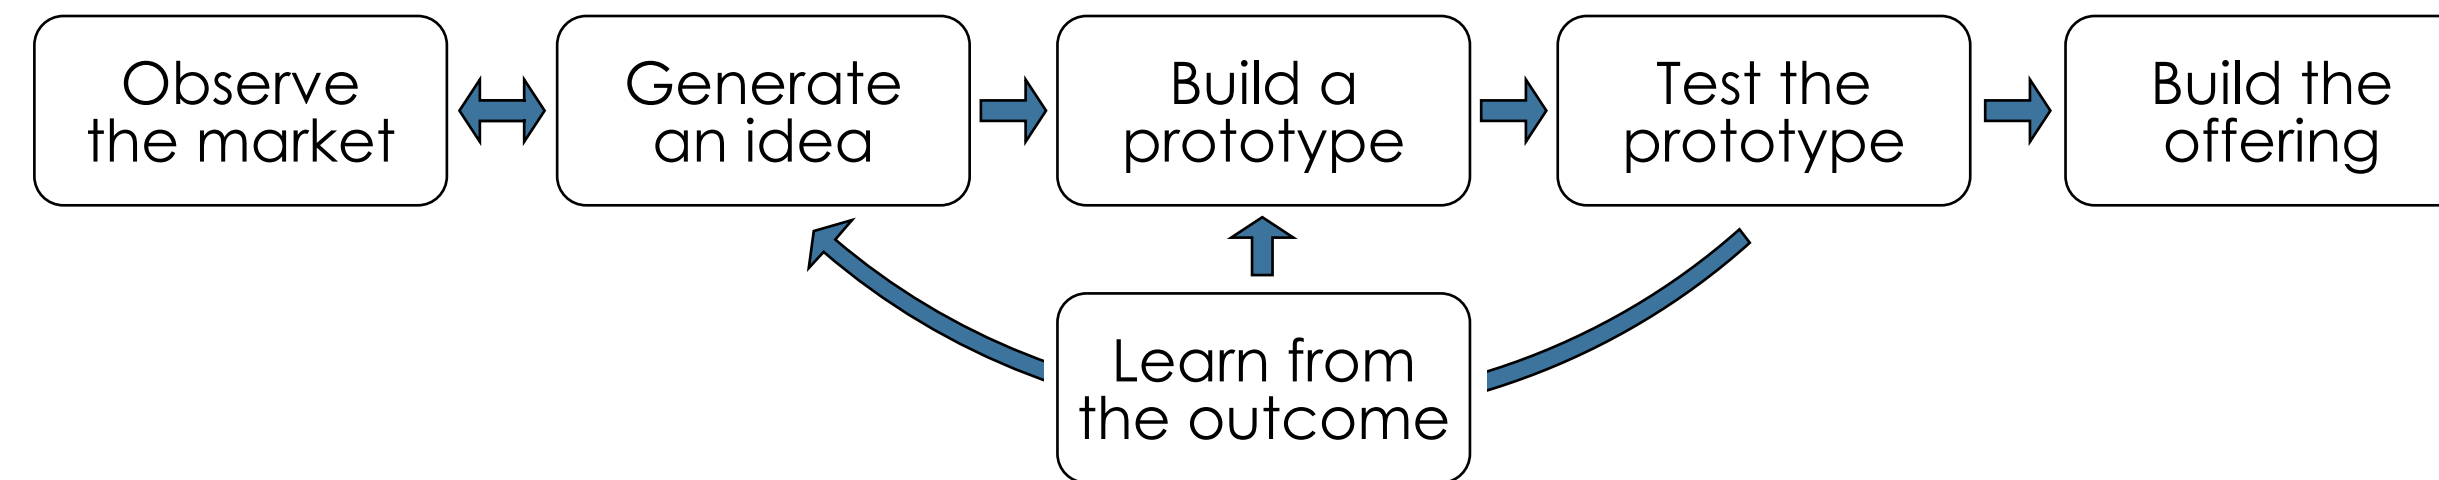 Observe
the market
Generate
an idea
Build a
prototype
Test the
prototype
Build the
offering
Learn from
the outcome